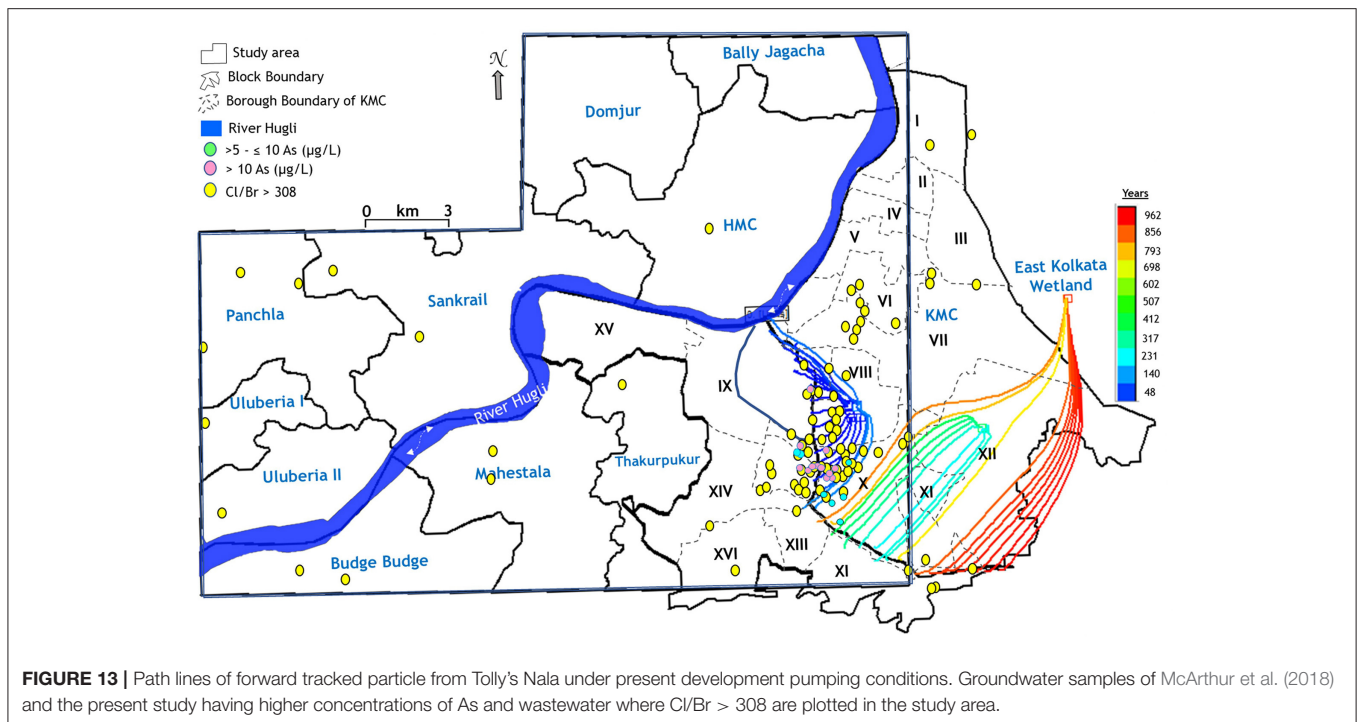 Study area
Block Boundary
Borough Boundary of KMC
River Hugli
>5 - ≤ 10 As (µg/L)
> 10 As (µg/L)
Cl/Br > 308
N
0 km 3
Bally Jagacha
Domjur
HMC
Sankrail
Panchla
Uluberia I
Uluberia II
River Hugli
Mahestala
Thakurpukur
Budge Budge
I
II
III
IV
V
VI
KMC
VII
VIII
IX
X
XI
XII
XI
XIII
XIV
XV
XVI
East Kolkata
Wetland
Years
962
856
793
698
602
507
412
317
231
140
48
FIGURE 13 | Path lines of forward tracked particle from Tolly's Nala under present development pumping conditions. Groundwater samples of McArthur et al. (2018)
and the present study having higher concentrations of As and wastewater where Cl/Br > 308 are plotted in the study area.